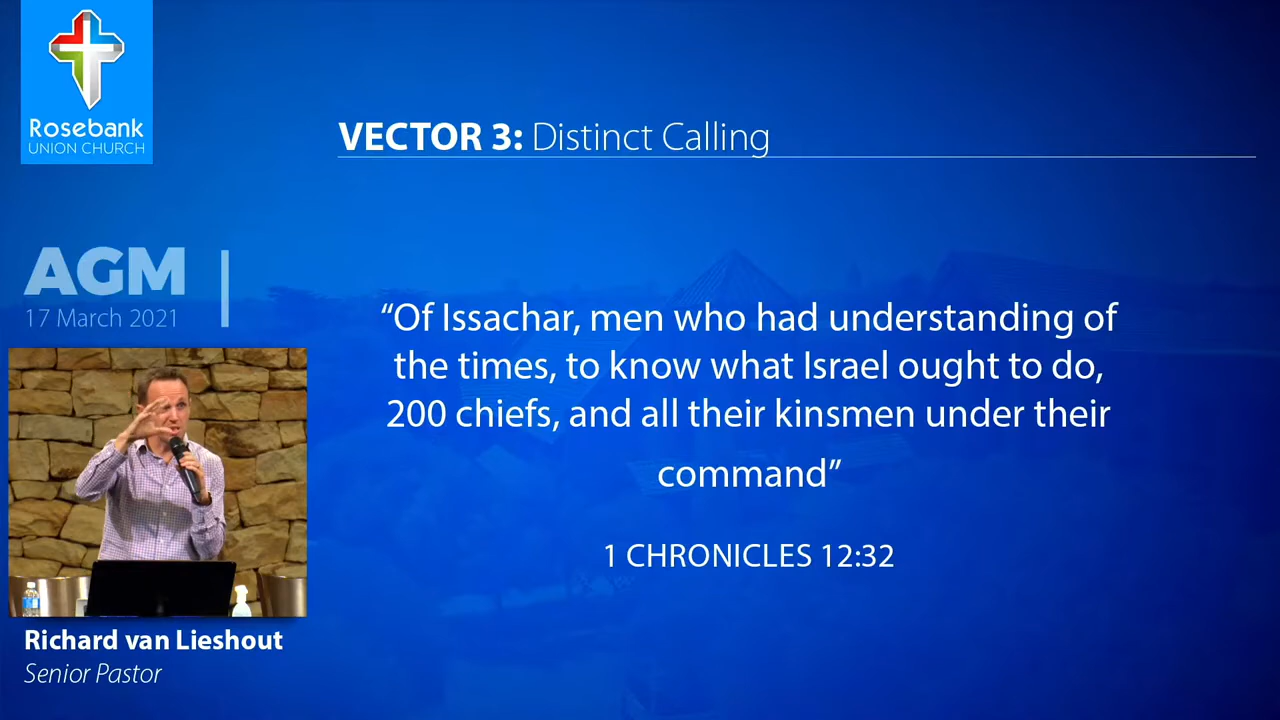 Rosebank
UNION CHURCH
VECTOR 3: Distinct Calling
AGM
17 March 2021
“Of Issachar, men who had understanding of
the times, to know what Israel ought to do,
200 chiefs, and all their kinsmen under their
command”
1 CHRONICLES 12:32
Richard van Lieshout
Senior Pastor